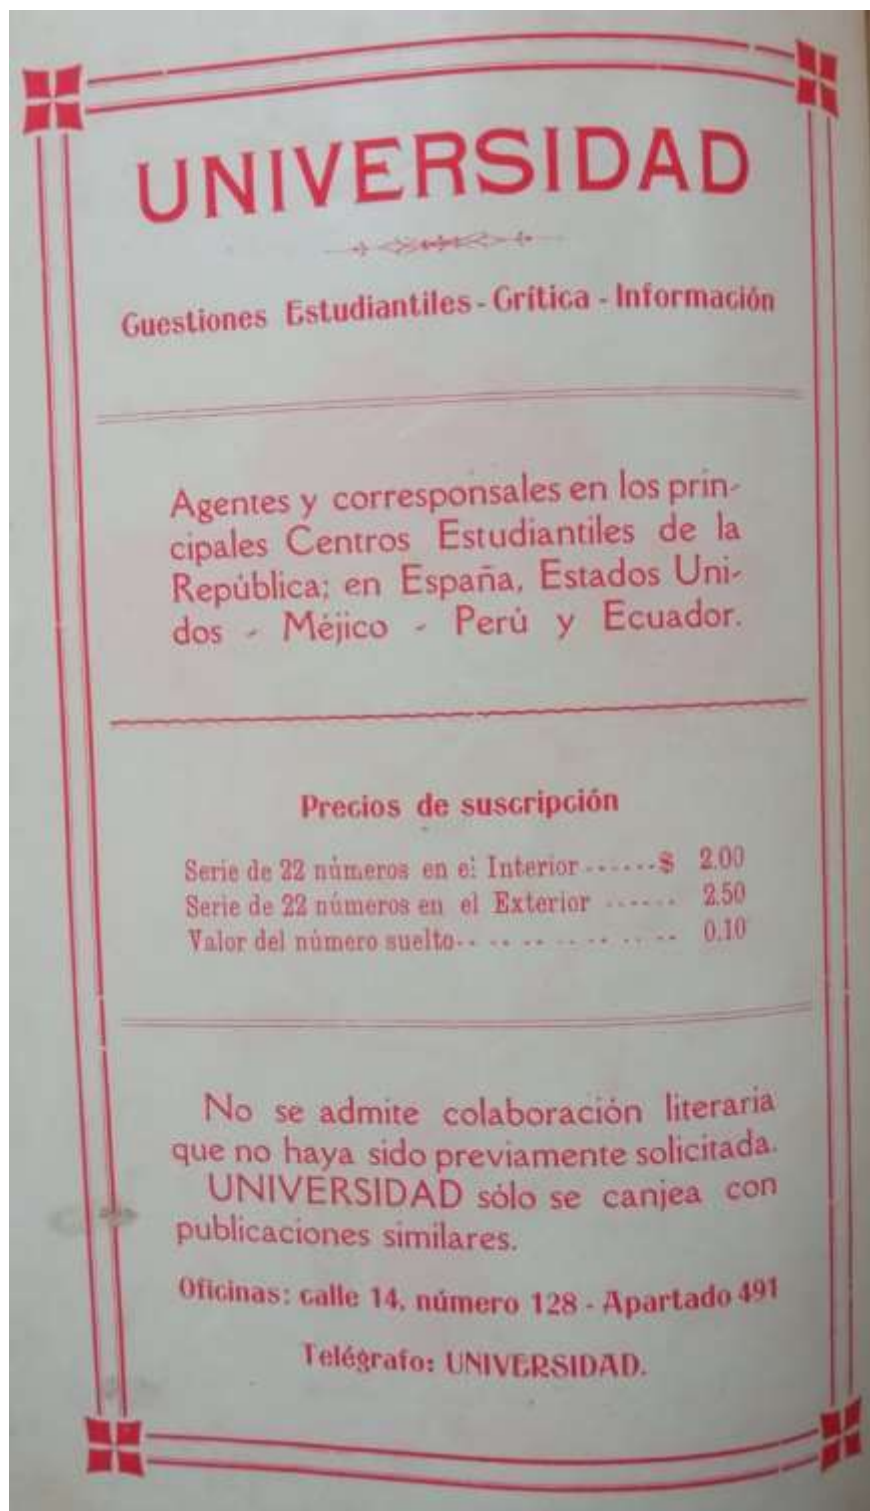 UNIVERSIDAD
Cuestiones Estudiantiles - Crítica - Información
Agentes y corresponsales en los prin-
cipales Centros Estudiantiles de la
República; en España, Estados Uni-
dos - Méjico - Perú y Ecuador.
Precios de suscripción
Serie de 22 números en el Interior ...... $ 2.00
Serie de 22 números en el Exterior ...... 2.50
Valor del número suelto.. .. .. .. .. .. .. 0.10
No se admite colaboración literaria
que no haya sido previamente solicitada.
UNIVERSIDAD sólo se canjea con
publicaciones similares.
Oficinas: calle 14, número 128 - Apartado 491
Telégrafo: UNIVERSIDAD.